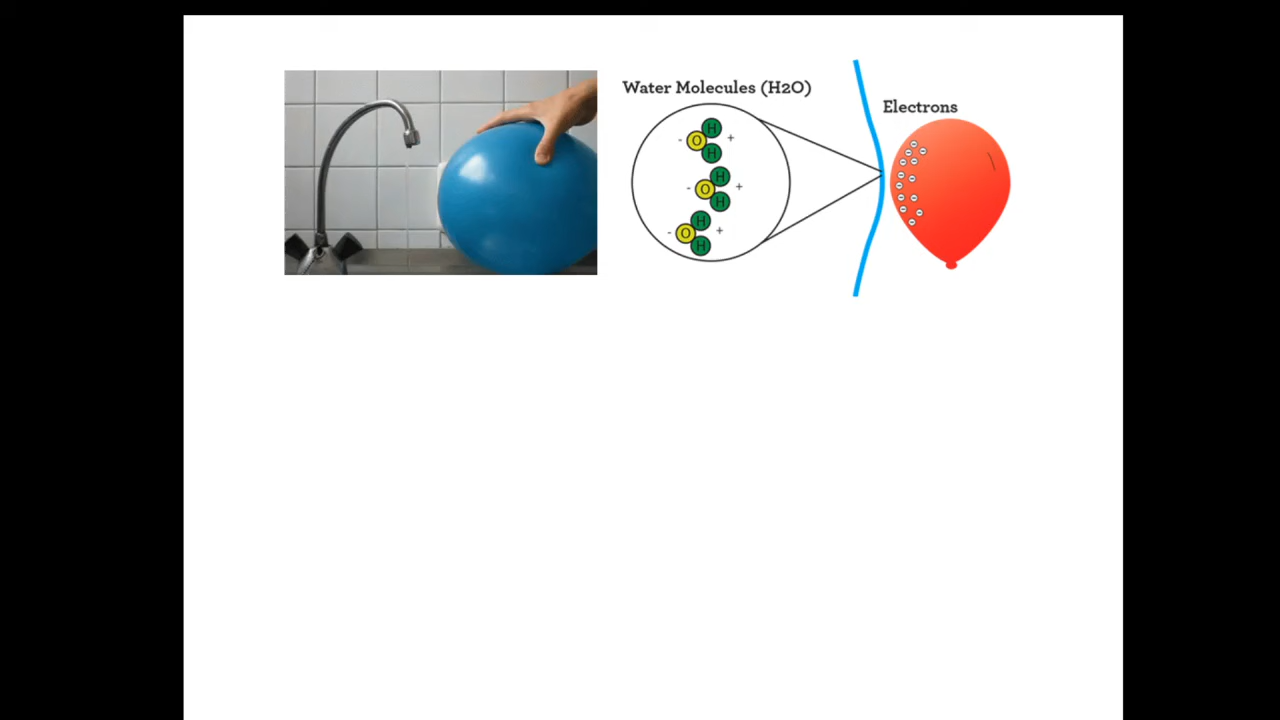 Water Molecules (H2O)
Electrons
H
- O +
H
H
- O +
H
H
- O +
H